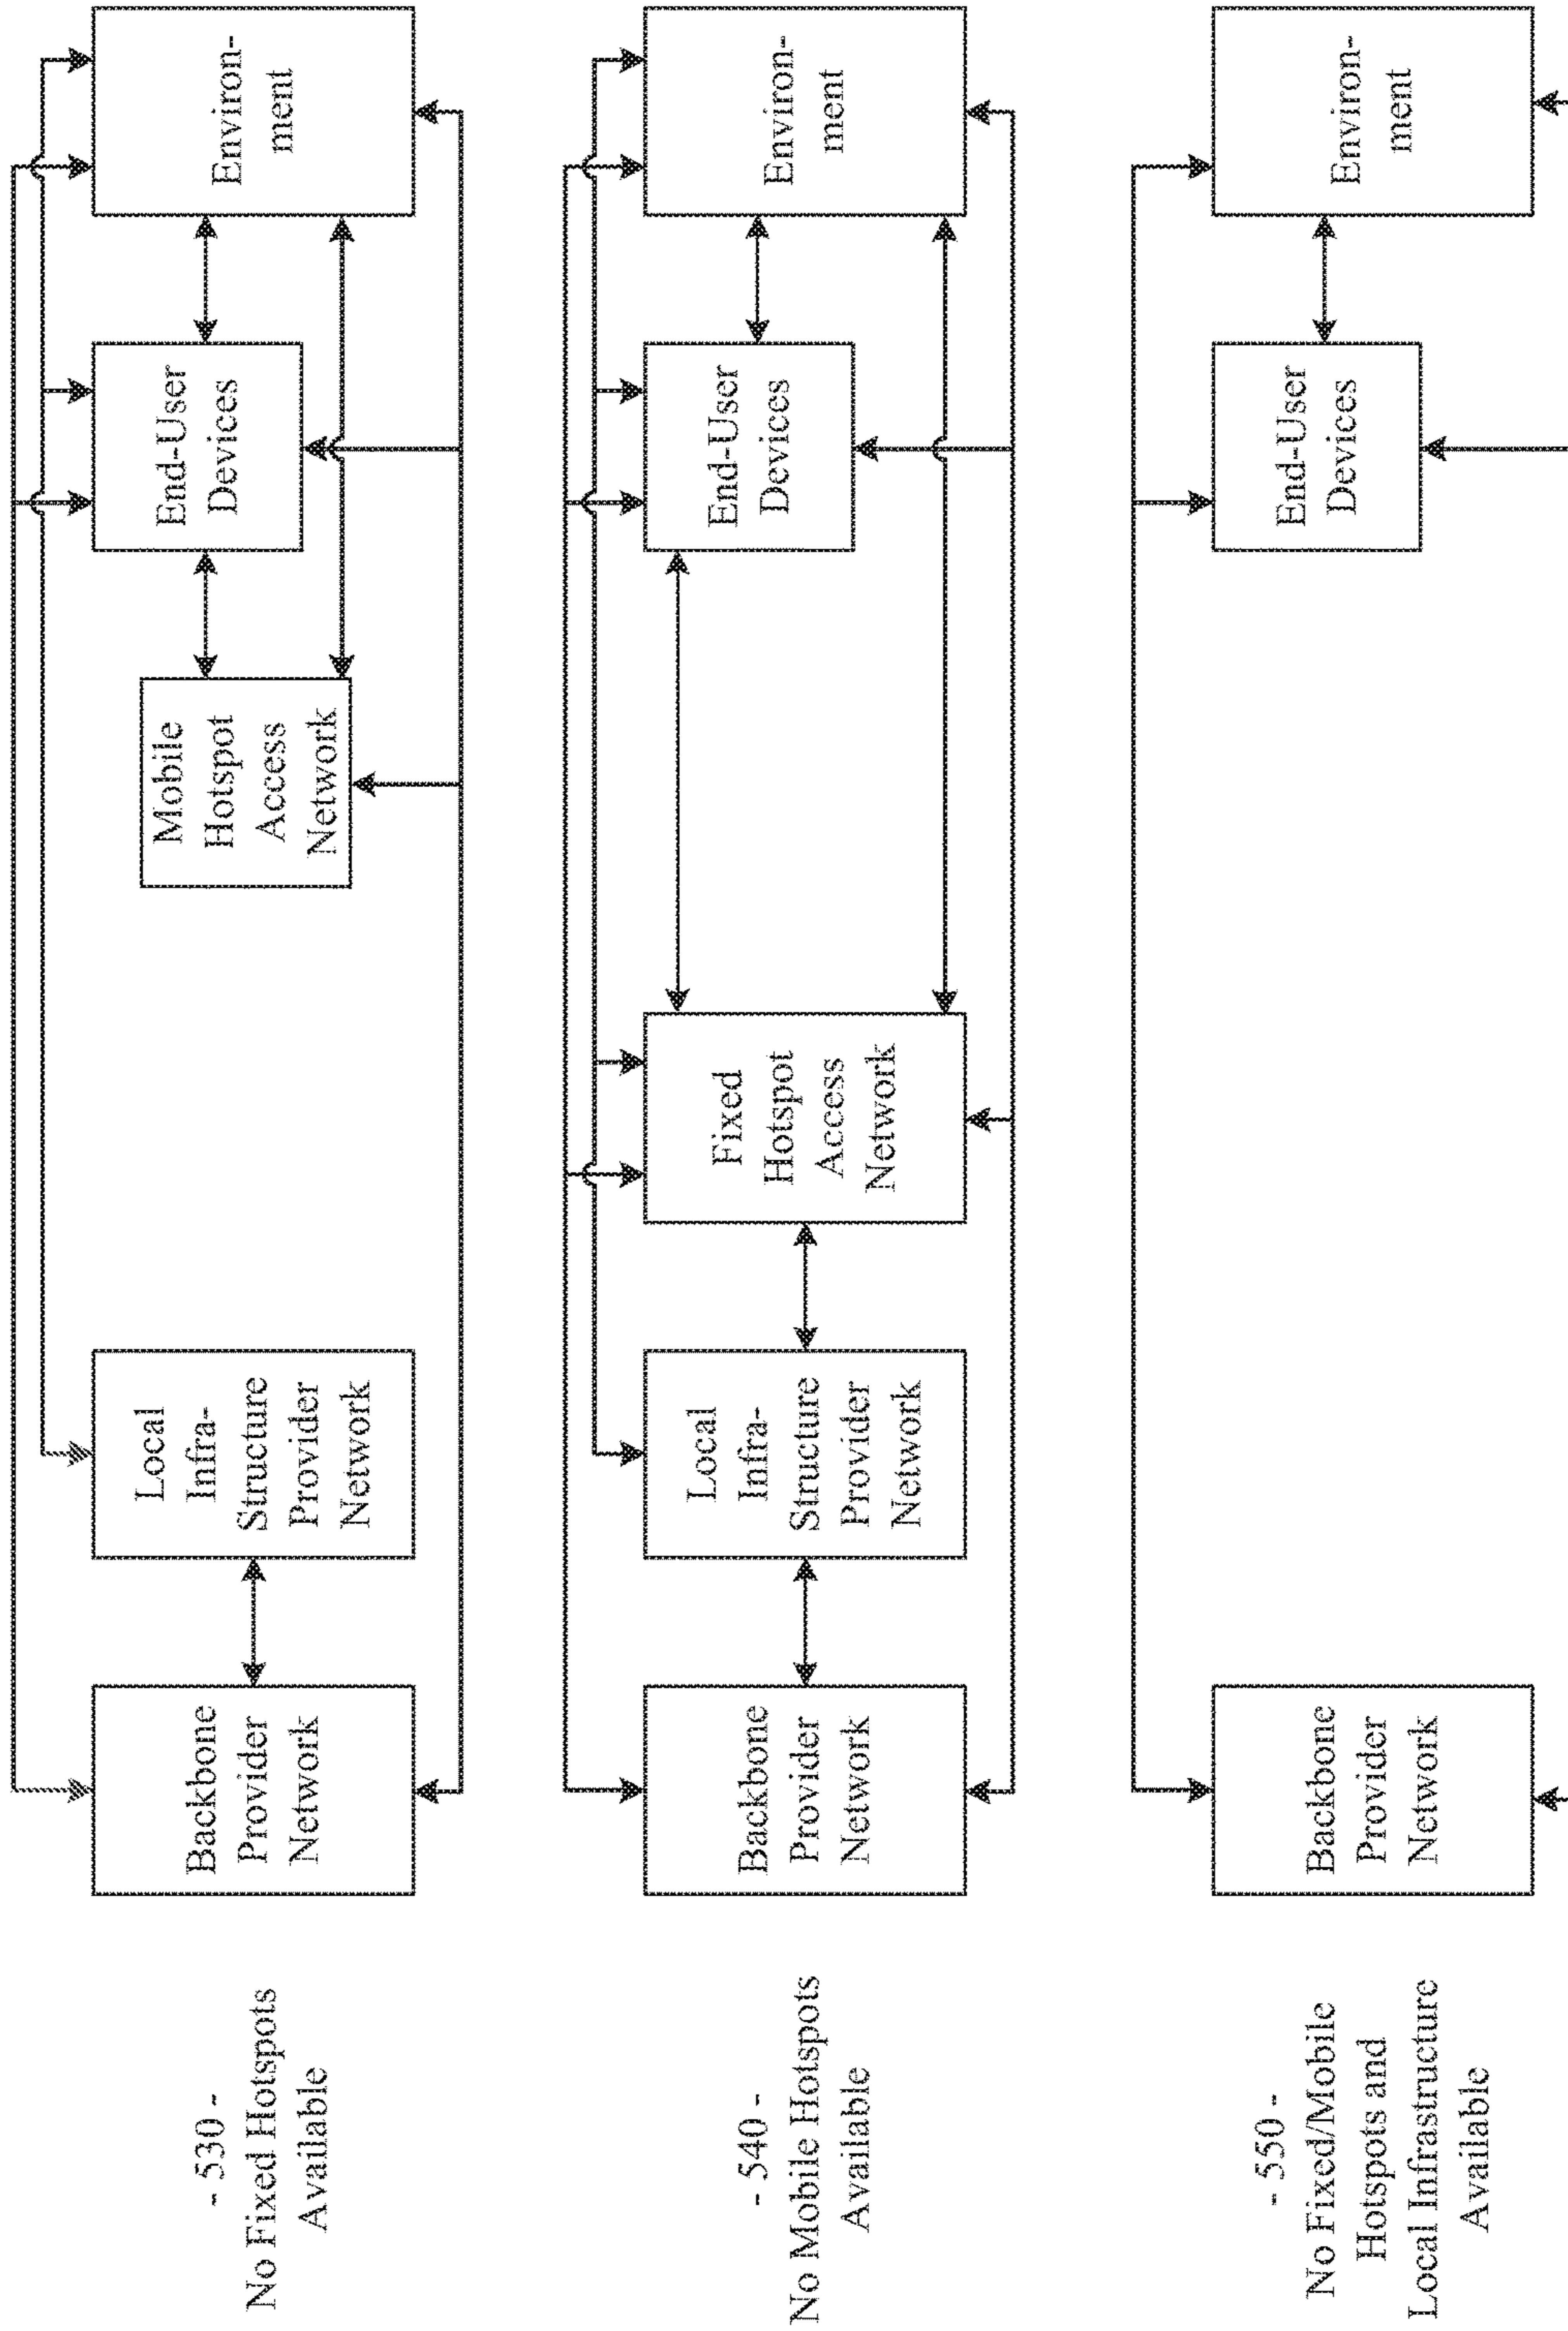 - 530 -
No Fixed Hotspots
Available
Backbone
Provider
Network
Local
Infra-
Structure
Provider
Network
Mobile
Hotspot
Access
Network
End-User
Devices
Environ-
ment
- 540 -
No Mobile Hotspots
Available
Backbone
Provider
Network
Local
Infra-
Structure
Provider
Network
Fixed
Hotspot
Access
Network
End-User
Devices
Environ-
ment
- 550 -
No Fixed/Mobile
Hotspots and
Local Infrastructure
Available
Backbone
Provider
Network
End-User
Devices
Environ-
ment